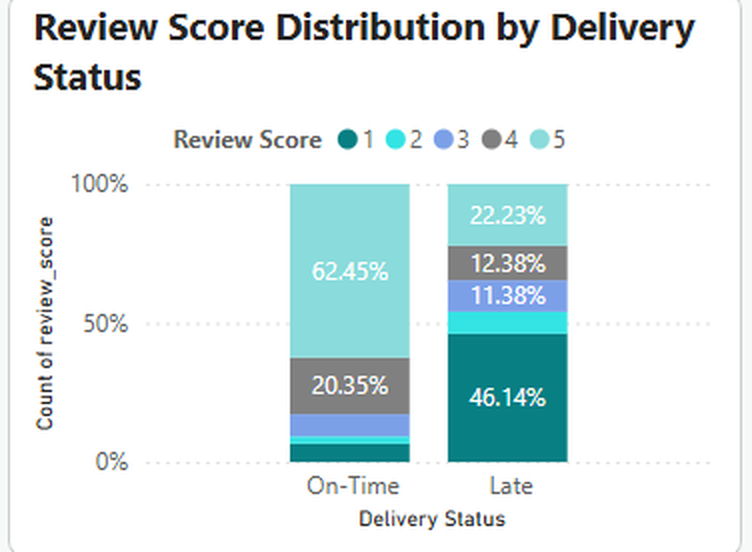 Review Score Distribution by Delivery
Status
Review Score 1 2 3 4 5
100%
50%
0%
Count of review_score
62.45%
20.35%
22.23%
12.38%
11.38%
46.14%
On-Time Late
Delivery Status